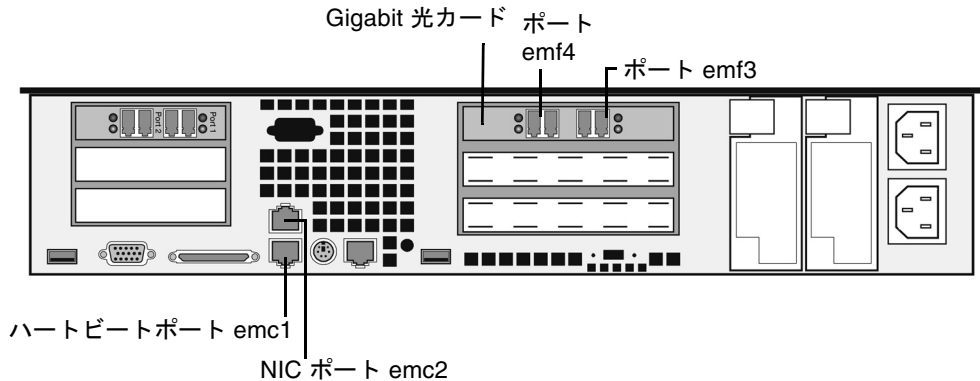 Gigabit 光カード
ポート
emf4
ポート emf3
Port 2
Port 1
ハートビートポート emc1
NIC ポート emc2